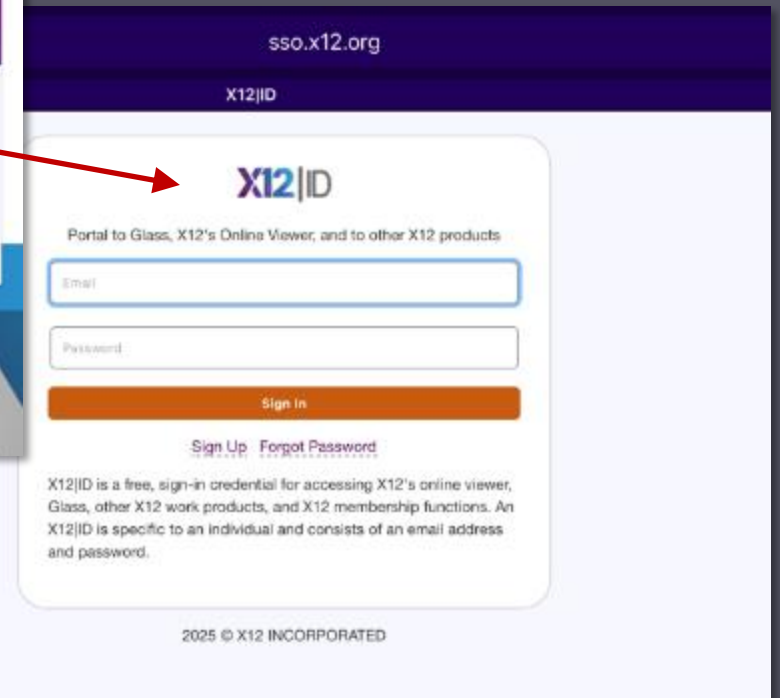 sso.x12.org
X12|ID
X12|ID
Portal to Glass, X12's Online Viewer, and to other X12 products
Email
Password
Sign In
Sign Up Forgot Password
X12|ID is a free, sign-in credential for accessing X12's online viewer,
Glass, other X12 work products, and X12 membership functions. An
X12|ID is specific to an individual and consists of an email address
and password.
2025 © X12 INCORPORATED